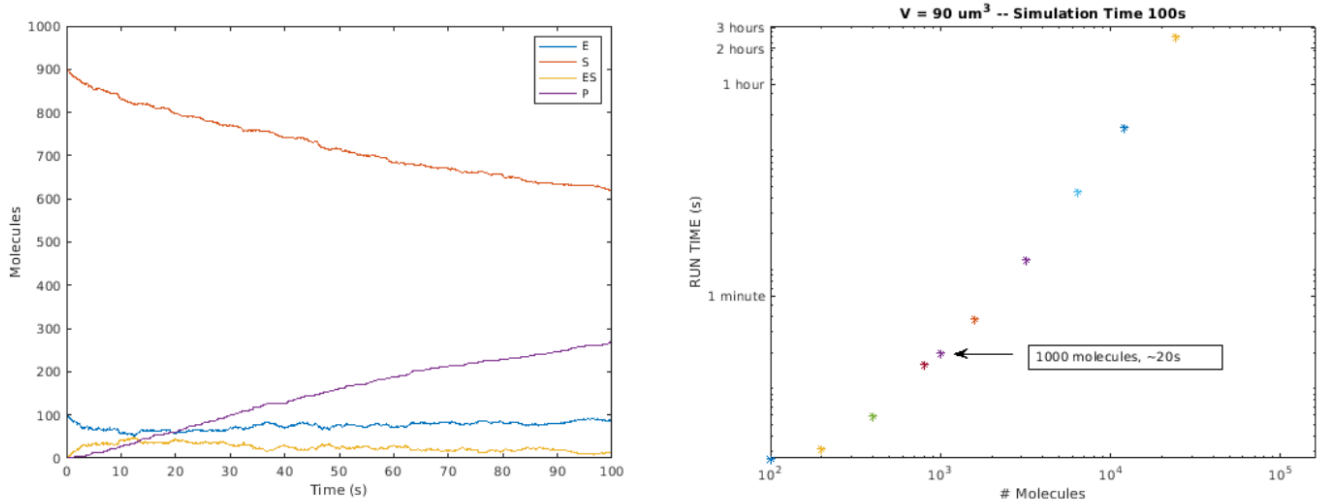 1000
900
800
700
600
500
400
300
200
100
0
Molecules
E
S
ES
P
0 10 20 30 40 50 60 70 80 90 100
Time (s)
V = 90 um³ -- Simulation Time 100s
3 hours
2 hours
1 hour
1 minute
RUN TIME (s)
1000 molecules, ~20s
10² 10³ 10⁴ 10⁵
# Molecules